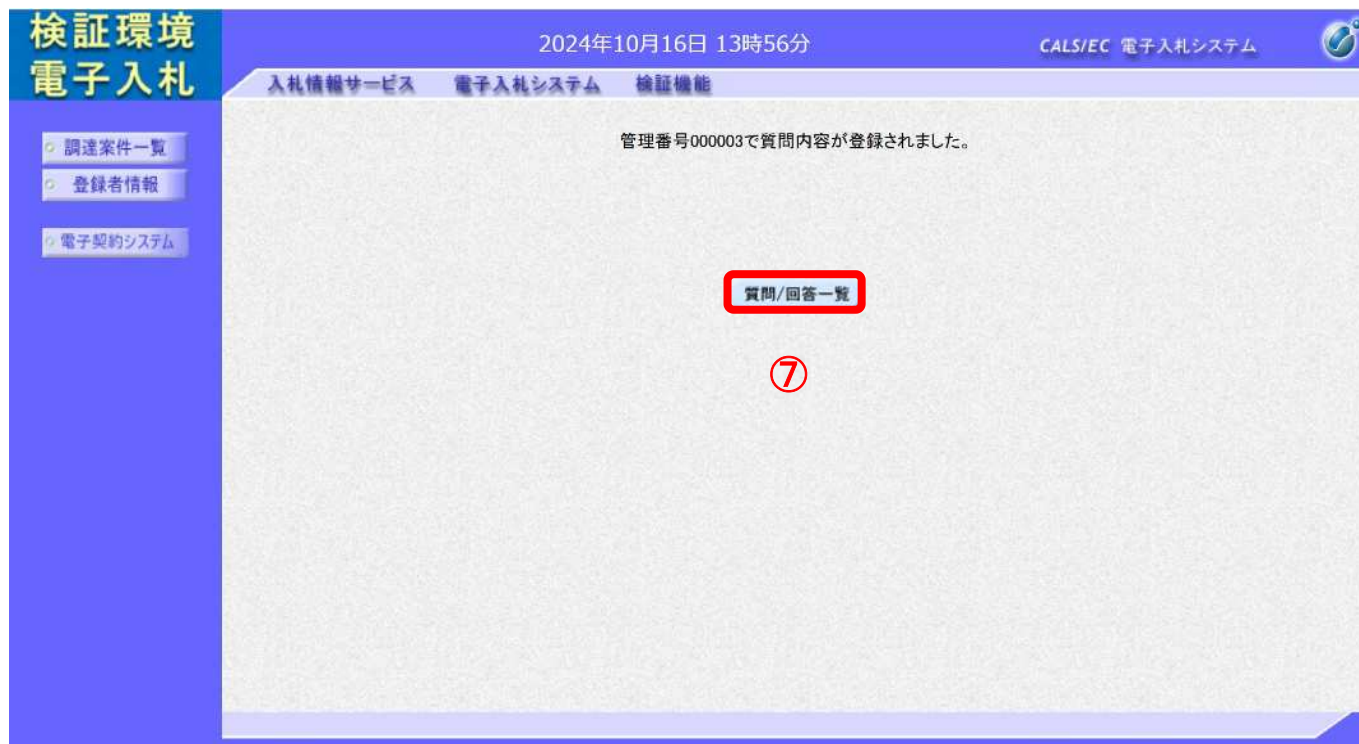 検証環境
電子入札
2024年10月16日 13時56分
CALS/EC 電子入札システム
入札情報サービス 電子入札システム 検証機能
調達案件一覧
登録者情報
電子契約システム
管理番号000003で質問内容が登録されました。
質問/回答一覧
⑦